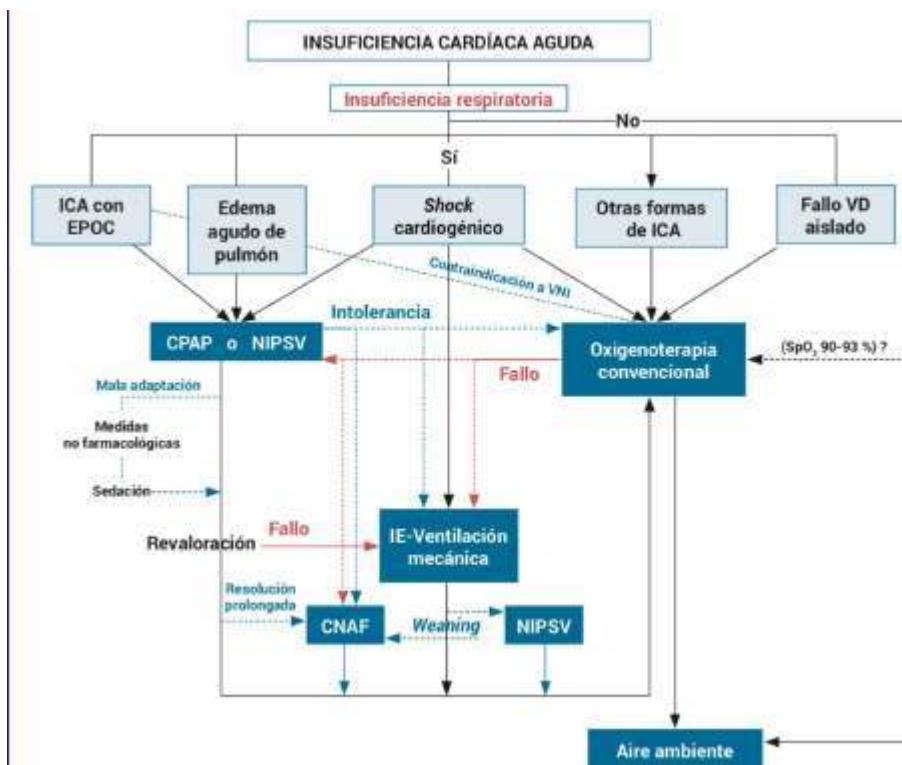 INSUFICIENCIA CARDÍACA AGUDA
Insuficiencia respiratoria
No
Sí
ICA con
EPOC
Edema
agudo de
pulmón
Shock
cardiogénico
Otras formas
de ICA
Fallo VD
aislado
Contraindicación a VNI
Intolerancia
CPAP o NIPSV
Oxigenoterapia
convencional
(SpO₂ 90-93 %) ?
Fallo
Mala adaptación
Medidas
no farmacológicas
Sedación
Revaloración
Fallo
IE-Ventilación
mecánica
Resolución
prolongada
CNAF
Weaning
NIPSV
Aire ambiente